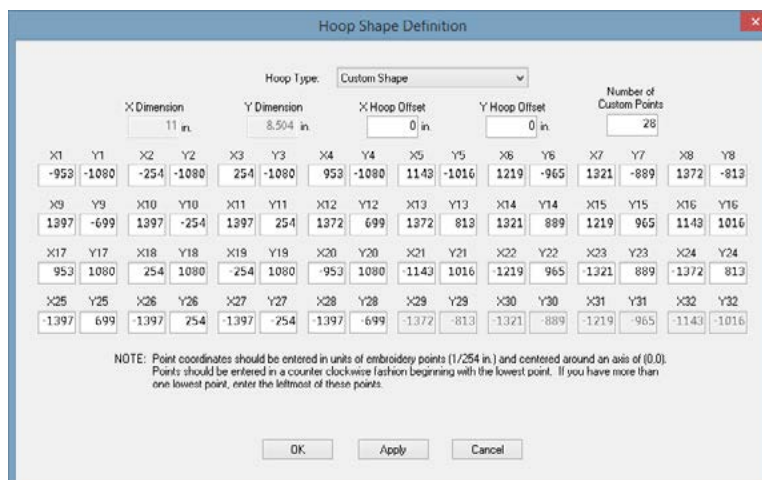 Hoop Shape Definition
Hoop Type: Custom Shape
Number of
Custom Points
X Dimension Y Dimension X Hoop Offset Y Hoop Offset
11 in. 8.504 in. 0 in. 0 in. 28
X1 Y1 X2 Y2 X3 Y3 X4 Y4 X5 Y5 X6 Y6 X7 Y7 X8 Y8
-953 -1080 -254 -1080 254 -1080 953 -1080 1143 -1016 1219 -965 1321 -889 1372 -813
X9 Y9 X10 Y10 X11 Y11 X12 Y12 X13 Y13 X14 Y14 X15 Y15 X16 Y16
1397 -699 1397 -254 1397 254 1372 699 1372 813 1321 889 1219 965 1143 1016
X17 Y17 X18 Y18 X19 Y19 X20 Y20 X21 Y21 X22 Y22 X23 Y23 X24 Y24
953 1080 254 1080 -254 1080 -953 1080 -1143 1016 -1219 965 -1321 889 -1372 813
X25 Y25 X26 Y26 X27 Y27 X28 Y28 X29 Y29 X30 Y30 X31 Y31 X32 Y32
-1397 699 -1397 254 -1397 -254 -1397 -699 -1372 -813 -1321 -889 -1219 -965 -1143 -1016
NOTE: Point coordinates should be entered in units of embroidery points (1/254 in.) and centered around an axis of (0,0).
Points should be entered in a counter clockwise fashion beginning with the lowest point. If you have more than
one lowest point, enter the leftmost of these points.
OK Apply Cancel